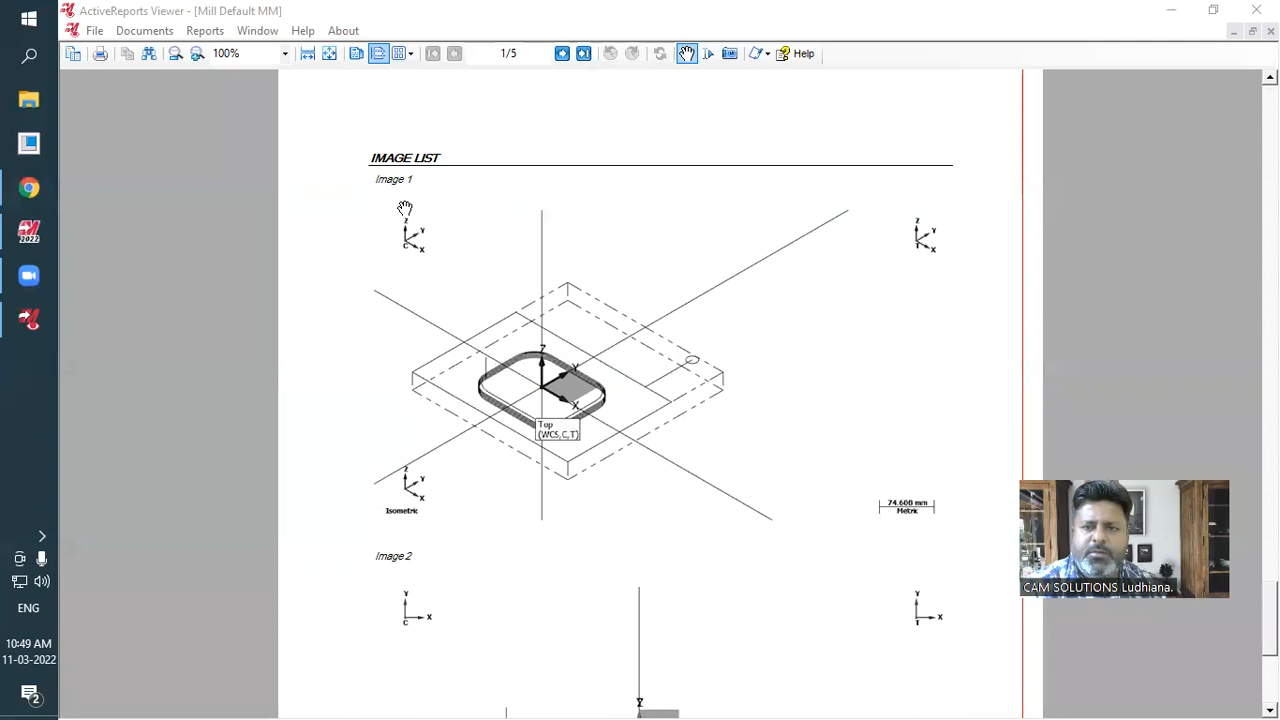 ActiveReports Viewer - [Mill Default MM]
File Documents Reports Window Help About
100% 1/5 Help
IMAGE LIST
Image 1
Z Y X C
Z Y X T
Z Y X
Top
(WCS,C,T)
Z Y X
Isometric
74.600 mm
Metric
Image 2
Y X C
Y X T
CAM SOLUTIONS Ludhiana.
2022
ENG
10:49 AM
11-03-2022
2